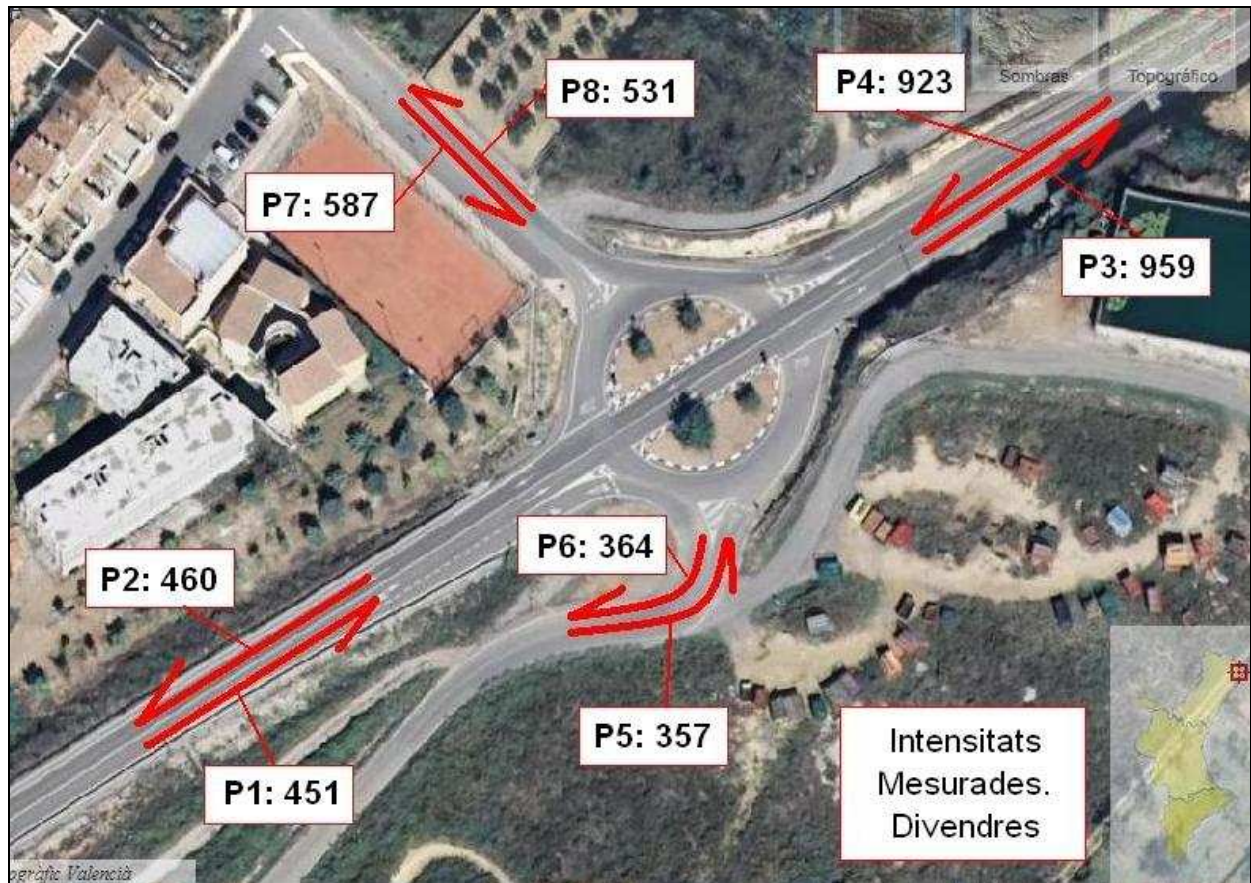 Sombras
Topográfico
P4: 923
P8: 531
P7: 587
P3: 959
P6: 364
P2: 460
P5: 357
P1: 451
Intensitats
Mesurades.
Divendres
ogràfic Valencià